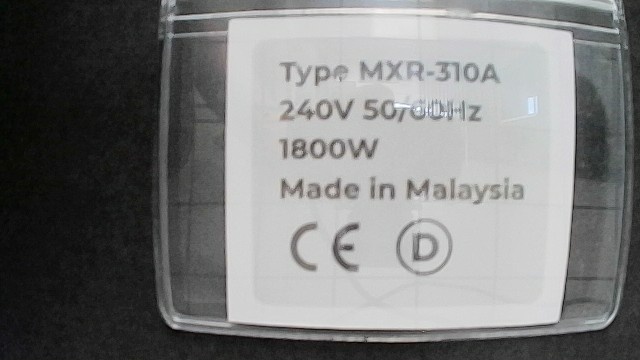 Type MXR-310A
240V 50/60Hz
1800W
Made in Malaysia
CE D